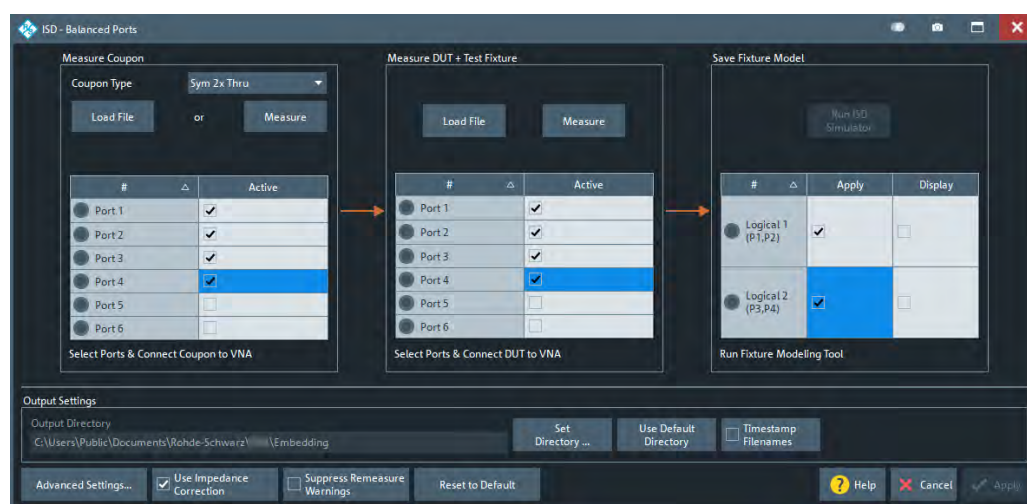 ISD - Balanced Ports
Measure Coupon
Coupon Type
Sym 2x Thru
Load File
or
Measure
# Active
Port 1
Port 2
Port 3
Port 4
Port 5
Port 6
Select Ports & Connect Coupon to VNA
Measure DUT + Test Fixture
Load File
Measure
# Active
Port 1
Port 2
Port 3
Port 4
Port 5
Port 6
Select Ports & Connect DUT to VNA
Save Fixture Model
Run ISD
Simulator
# Apply Display
Logical 1
(P1,P2)
Logical 2
(P3,P4)
Run Fixture Modeling Tool
Output Settings
Output Directory
C:\Users\Public\Documents\Rohde-Schwarz\ \Embedding
Set
Directory ...
Use Default
Directory
Timestamp
Filenames
Advanced Settings...
Use Impedance
Correction
Suppress Remeasure
Warnings
Reset to Default
? Help
Cancel
Apply